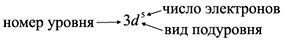 число электронов
номер уровня 3d⁵
вид подуровня